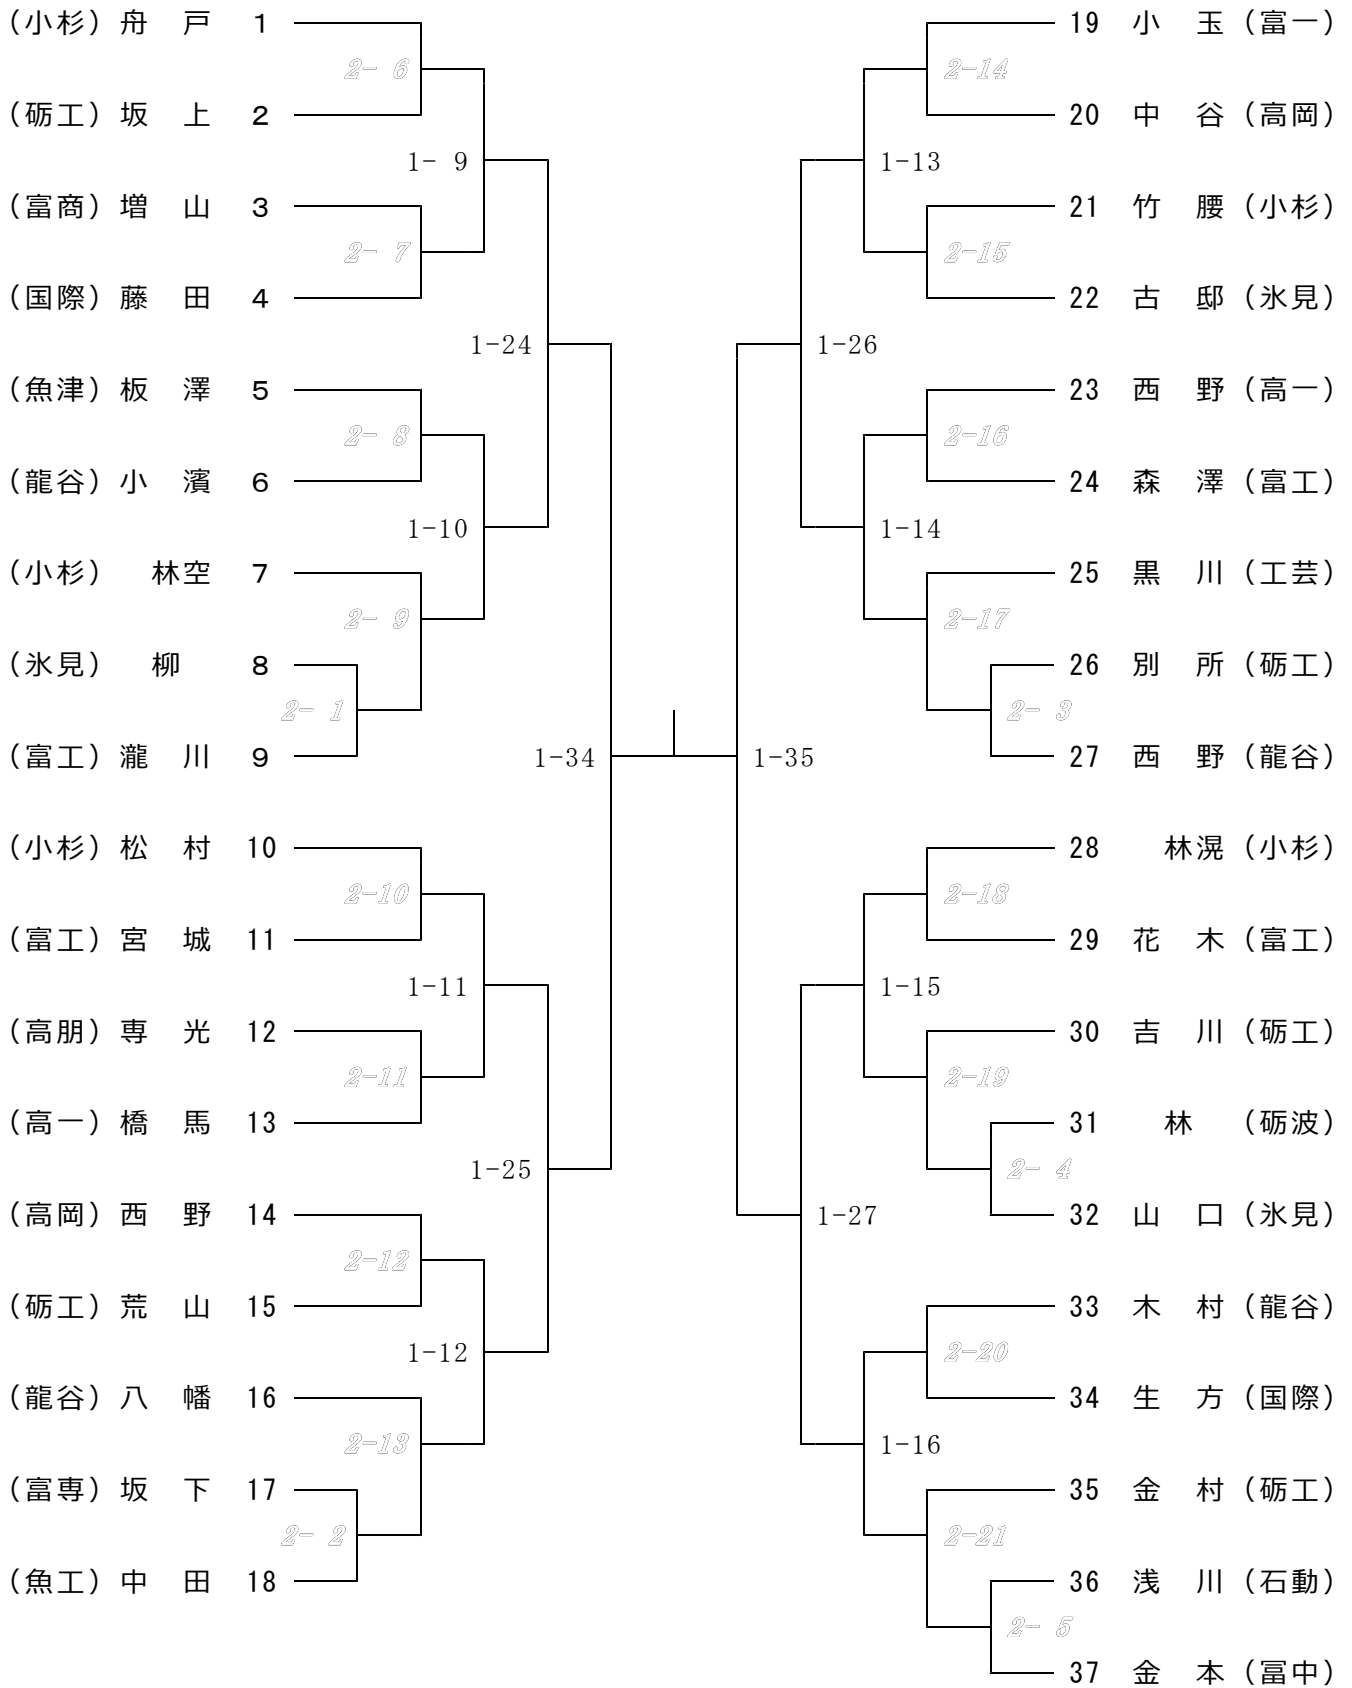 (小杉) 舟 戸 1
2- 6
(砺工) 坂 上 2
1- 9
(富商) 増 山 3
2- 7
(国際) 藤 田 4
1-24
(魚津) 板 澤 5
2- 8
(龍谷) 小 濱 6
1-10
(小杉) 林空 7
2- 9
(氷見) 柳 8
2- 1
(富工) 瀧 川 9
1-34
(小杉) 松 村 10
2-10
(富工) 宮 城 11
1-11
(高朋) 専 光 12
2-11
(高一) 橋 馬 13
1-25
(高岡) 西 野 14
2-12
(砺工) 荒 山 15
1-12
(龍谷) 八 幡 16
2-13
(富専) 坂 下 17
2- 2
(魚工) 中 田 18
19 小 玉 (富一)
2-14
20 中 谷 (高岡)
1-13
21 竹 腰 (小杉)
2-15
22 古 邸 (氷見)
1-26
23 西 野 (高一)
2-16
24 森 澤 (富工)
1-14
25 黒 川 (工芸)
2-17
26 別 所 (砺工)
2- 3
27 西 野 (龍谷)
1-35
28 林滉 (小杉)
2-18
29 花 木 (富工)
1-15
30 吉 川 (砺工)
2-19
31 林 (砺波)
2- 4
32 山 口 (氷見)
1-27
33 木 村 (龍谷)
2-20
34 生 方 (国際)
1-16
35 金 村 (砺工)
2-21
36 浅 川 (石動)
2- 5
37 金 本 (冨中)